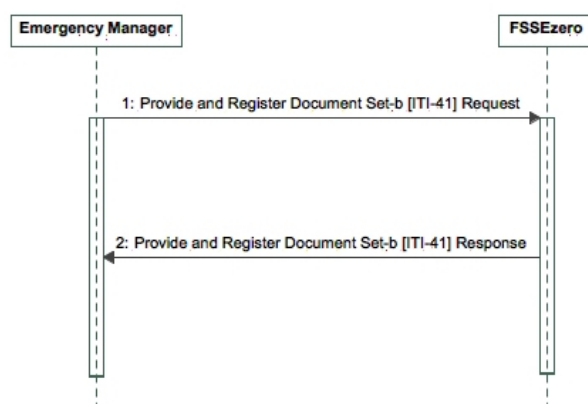 Emergency Manager
FSSEzero
1: Provide and Register Document Set-b [ITI-41] Request
2: Provide and Register Document Set-b [ITI-41] Response